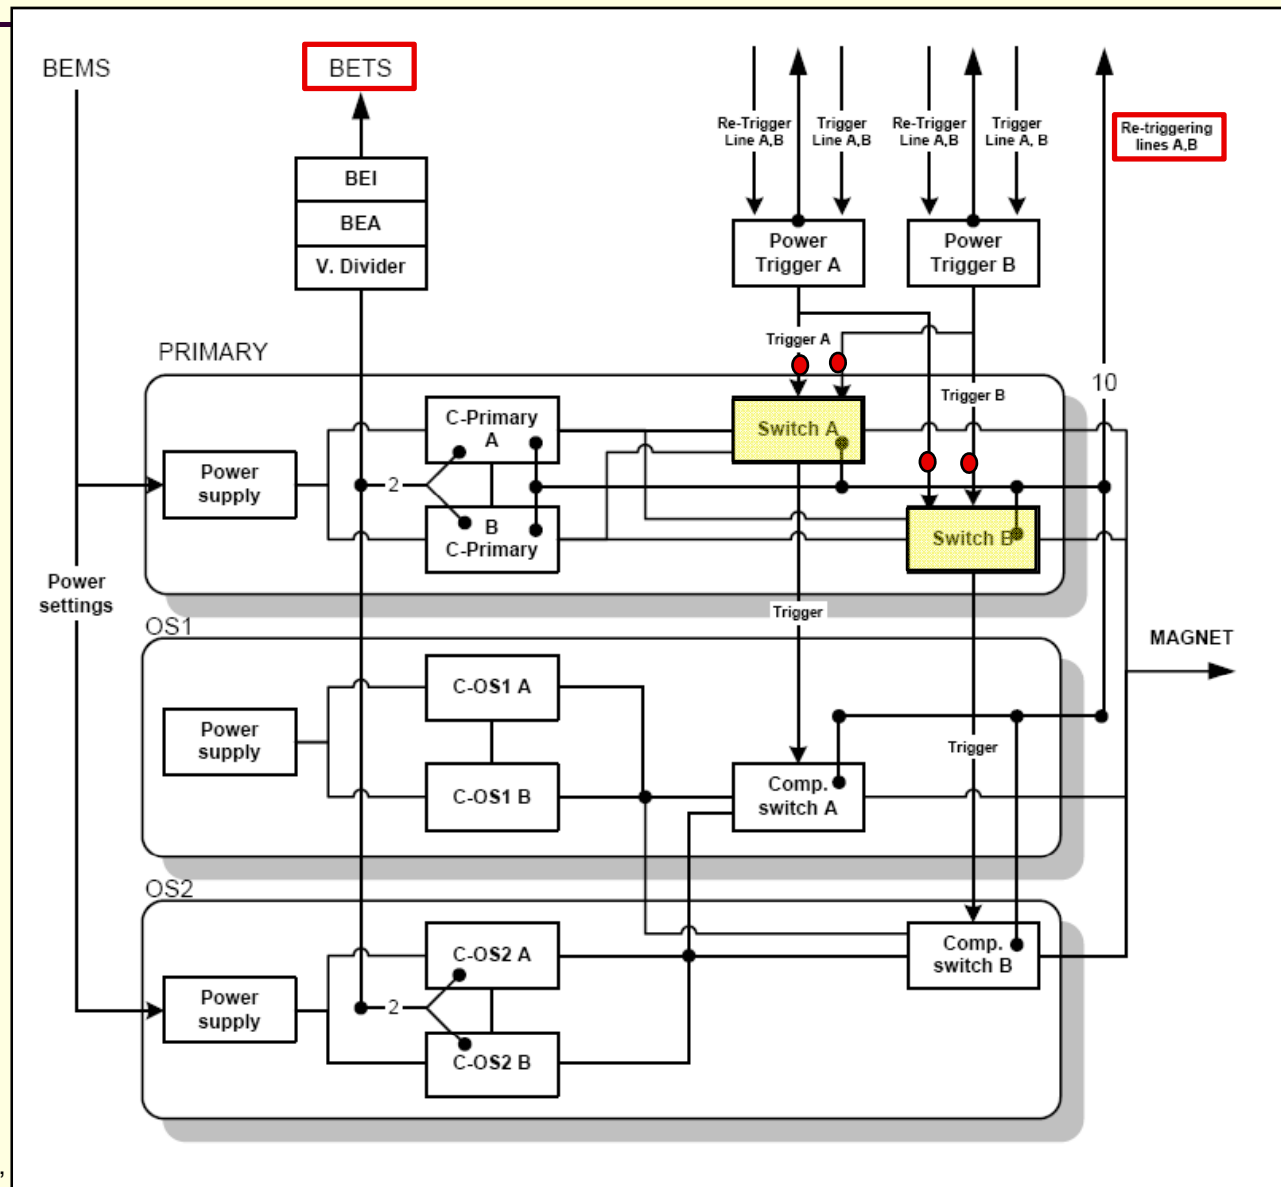 BEMS
BETS
Re-Trigger
Line A,B
Trigger
Line A,B
Re-Trigger
Line A,B
Trigger
Line A, B
Re-triggering
lines A,B
BEI
BEA
V. Divider
Power
Trigger A
Power
Trigger B
Trigger A
PRIMARY
10
Trigger B
C-Primary
A
Switch A
Power
supply
2
B
C-Primary
Switch B
Power
settings
Trigger
OS1
MAGNET
C-OS1 A
Power
supply
Trigger
C-OS1 B
Comp.
switch A
OS2
C-OS2 A
Comp.
switch B
Power
supply
2
C-OS2 B
,